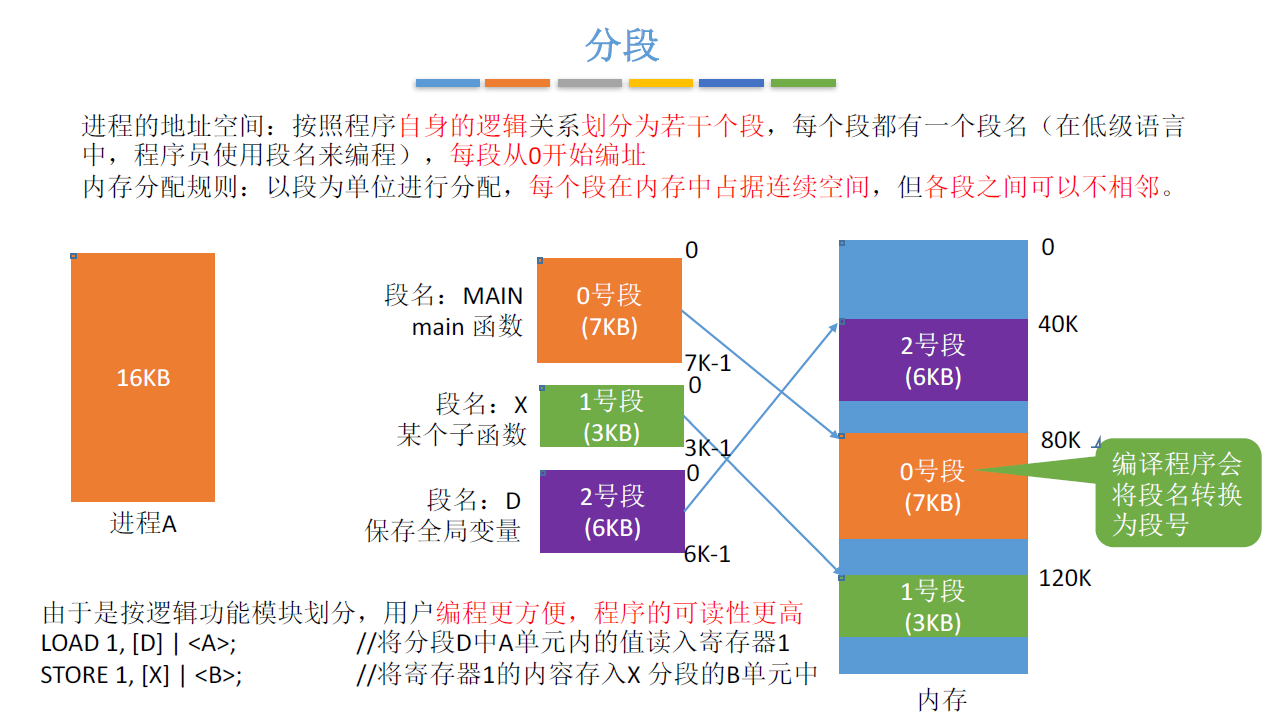 分段
进程的地址空间：按照程序自身的逻辑关系划分为若干个段，每个段都有一个段名（在低级语言
中，程序员使用段名来编程），每段从0开始编址
内存分配规则：以段为单位进行分配，每个段在内存中占据连续空间，但各段之间可以不相邻。
16KB
进程A
段名：MAIN
main 函数
0号段
(7KB)
0
7K-1
段名：X
某个子函数
1号段
(3KB)
0
3K-1
段名：D
保存全局变量
2号段
(6KB)
0
6K-1
0
40K
2号段
(6KB)
80K
0号段
(7KB)
120K
1号段
(3KB)
内存
编译程序会
将段名转换
为段号
由于是按逻辑功能模块划分，用户编程更方便，程序的可读性更高
LOAD 1, [D] | <A>; //将分段D中A单元内的值读入寄存器1
STORE 1, [X] | <B>; //将寄存器1的内容存入X 分段的B单元中